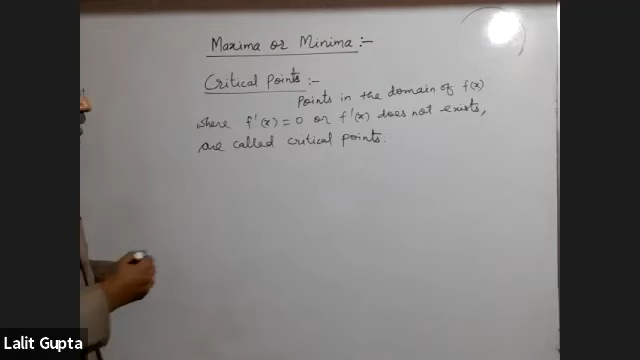 Maxima or Minima :-
Critical Points :-
Points in the domain of f(x)
where f'(x) = 0 or f'(x) does not exists,
are called critical points.
Lalit Gupta